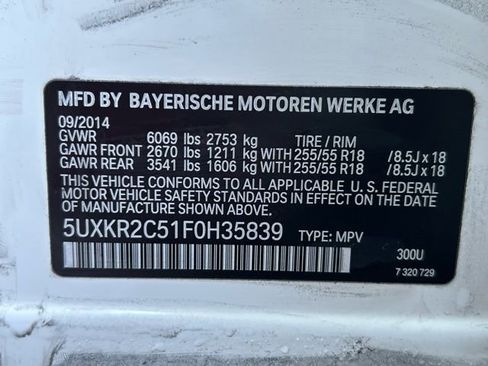 MFD BY BAYERISCHE MOTOREN WERKE AG
09/2014
GVWR 6069 lbs 2753 kg TIRE / RIM
GAWR FRONT 2670 lbs 1211 kg WITH 255/55 R18 /8.5J x 18
GAWR REAR 3541 lbs 1606 kg WITH 255/55 R18 /8.5J x 18
THIS VEHICLE CONFORMS TO ALL APPLICABLE U. S. FEDERAL
MOTOR VEHICLE SAFETY STANDARDS IN EFFECT ON THE DATE
OF MANUFACTURE SHOWN ABOVE.
5UXKR2C51F0H35839 TYPE: MPV
300U
7 320 729